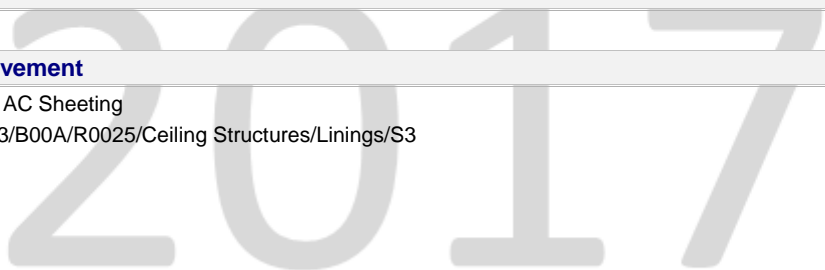 2017
vement
AC Sheeting
3/B00A/R0025/Ceiling Structures/Linings/S3